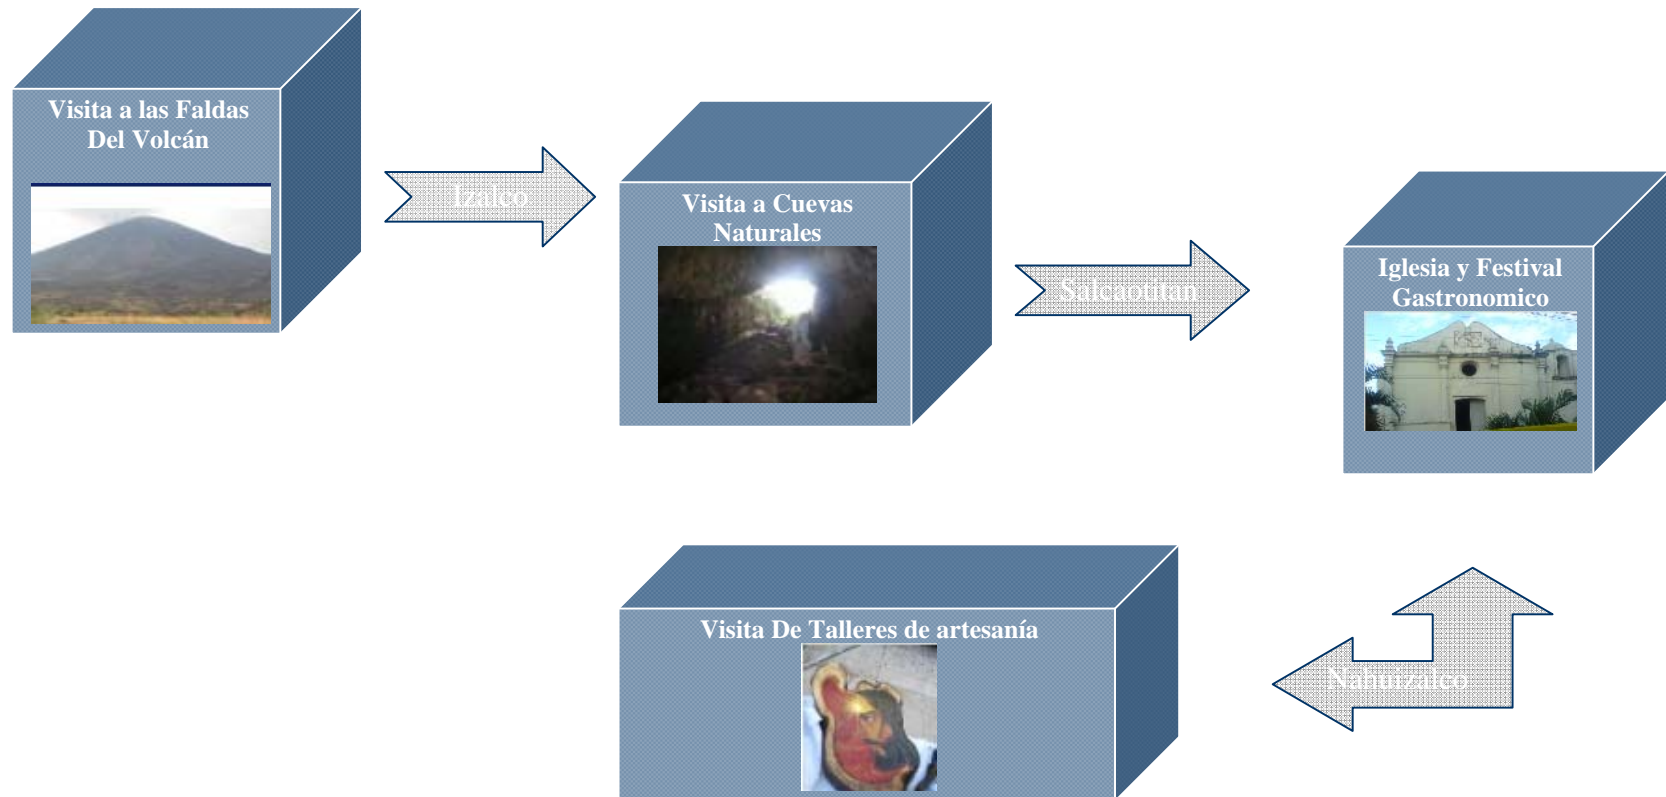 Visita a las Faldas
Del Volcán
Izalco
Visita a Cuevas
Naturales
Salcaotitan
Iglesia y Festival
Gastronomico
Nahuizalco
Visita De Talleres de artesanía